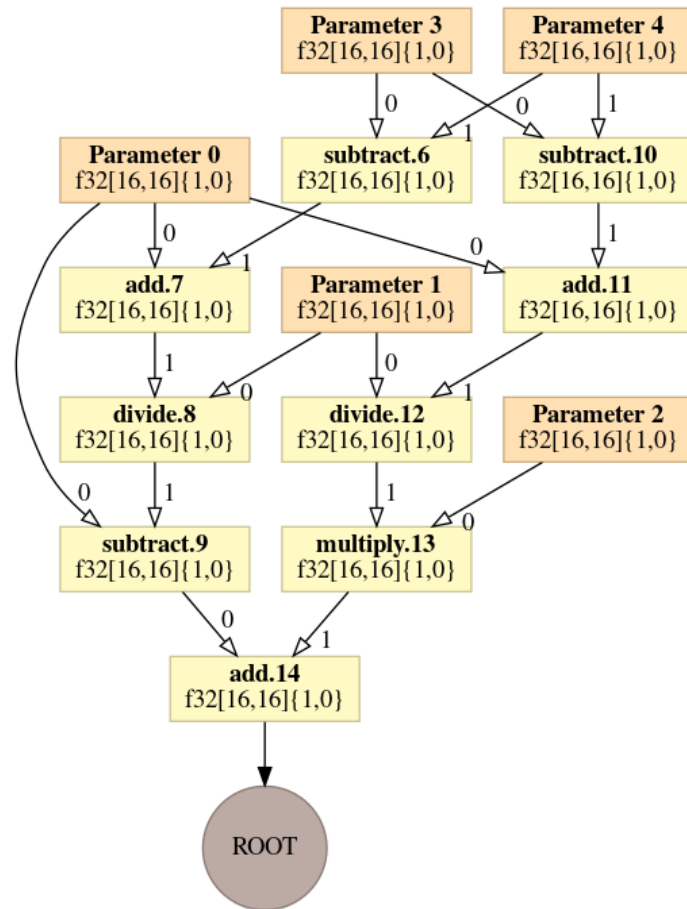 Parameter 3
f32[16,16]{1,0}
Parameter 4
f32[16,16]{1,0}
0
0
1
1
Parameter 0
f32[16,16]{1,0}
subtract.6
f32[16,16]{1,0}
subtract.10
f32[16,16]{1,0}
0
1
0
1
add.7
f32[16,16]{1,0}
Parameter 1
f32[16,16]{1,0}
add.11
f32[16,16]{1,0}
1
0
0
1
divide.8
f32[16,16]{1,0}
divide.12
f32[16,16]{1,0}
Parameter 2
f32[16,16]{1,0}
0
1
1
0
subtract.9
f32[16,16]{1,0}
multiply.13
f32[16,16]{1,0}
0
1
add.14
f32[16,16]{1,0}
ROOT